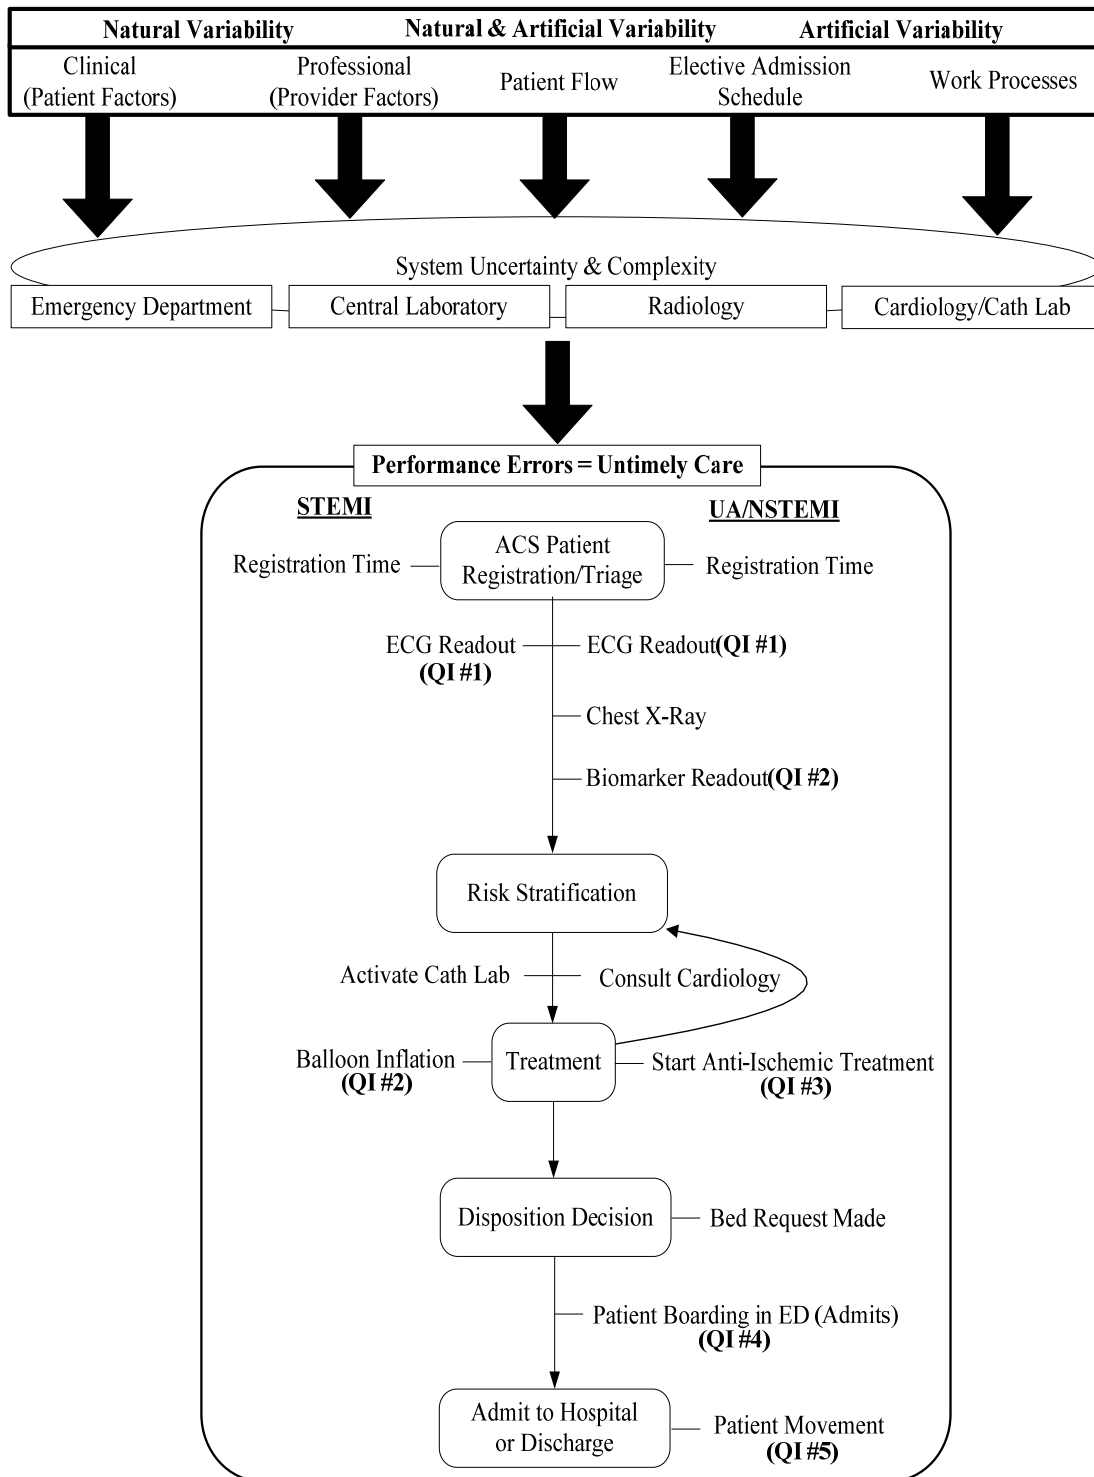 Natural Variability
Natural & Artificial Variability
Artificial Variability
Clinical
(Patient Factors)
Professional
(Provider Factors)
Patient Flow
Elective Admission
Schedule
Work Processes
System Uncertainty & Complexity
Emergency Department
Central Laboratory
Radiology
Cardiology/Cath Lab
Performance Errors = Untimely Care
STEMI
UA/NSTEMI
ACS Patient
Registration/Triage
Registration Time
Registration Time
ECG Readout
(QI #1)
ECG Readout(QI #1)
Chest X-Ray
Biomarker Readout(QI #2)
Risk Stratification
Activate Cath Lab
Consult Cardiology
Balloon Inflation
(QI #2)
Treatment
Start Anti-Ischemic Treatment
(QI #3)
Disposition Decision
Bed Request Made
Patient Boarding in ED (Admits)
(QI #4)
Admit to Hospital
or Discharge
Patient Movement
(QI #5)